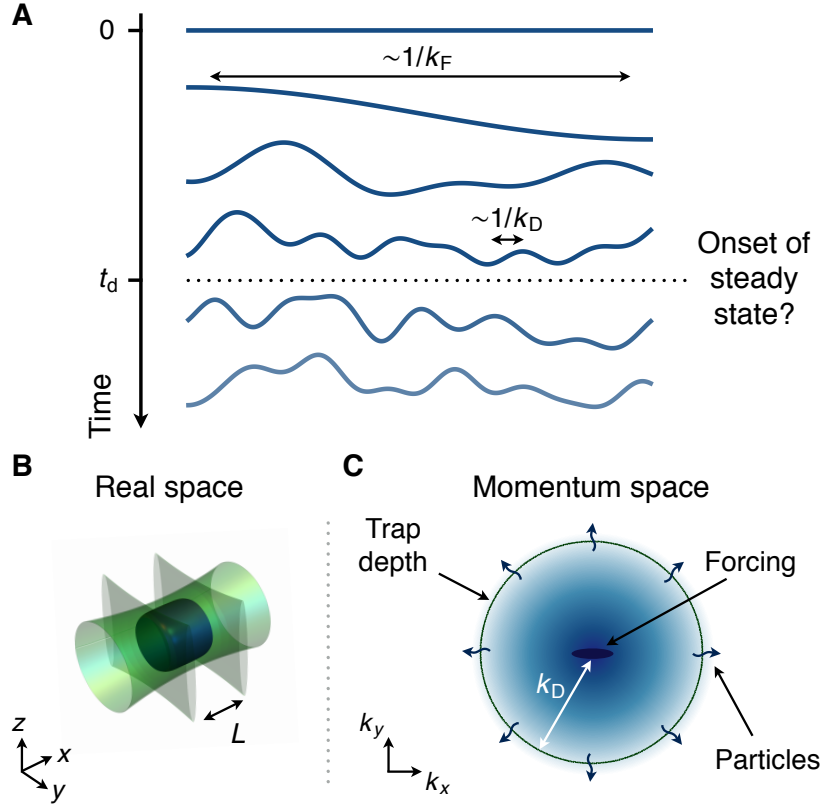 A
0
~1/kF
~1/kD
Onset of
steady
state?
td
Time
B
Real space
C
Momentum space
Trap
depth
Forcing
kD
L
z
x
y
ky
kx
Particles